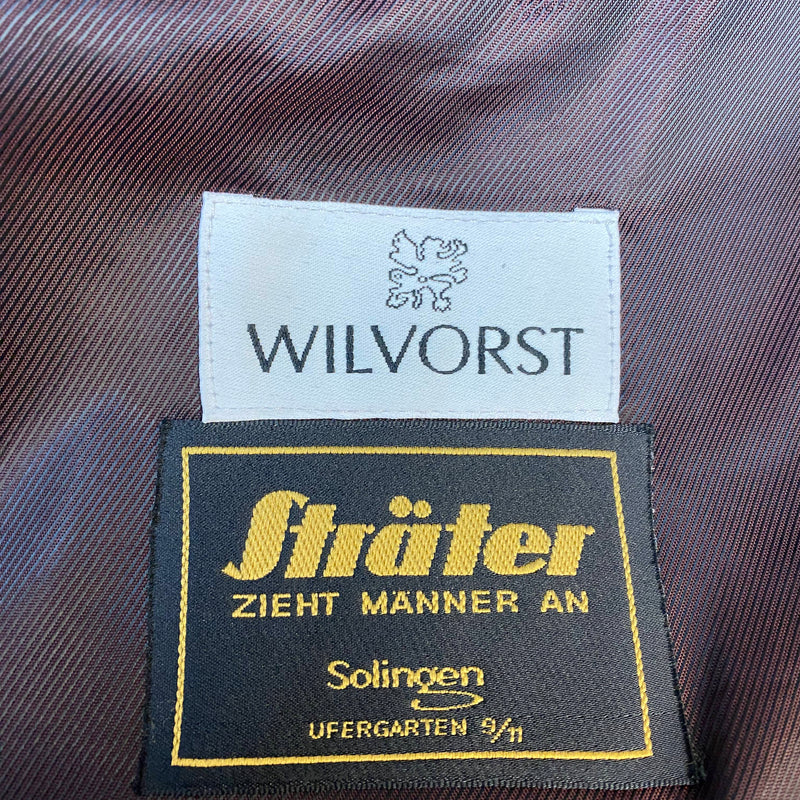 WILVORST
Sträter
ZIEHT MÄNNER AN
Solingen
UFERGARTEN 9/11